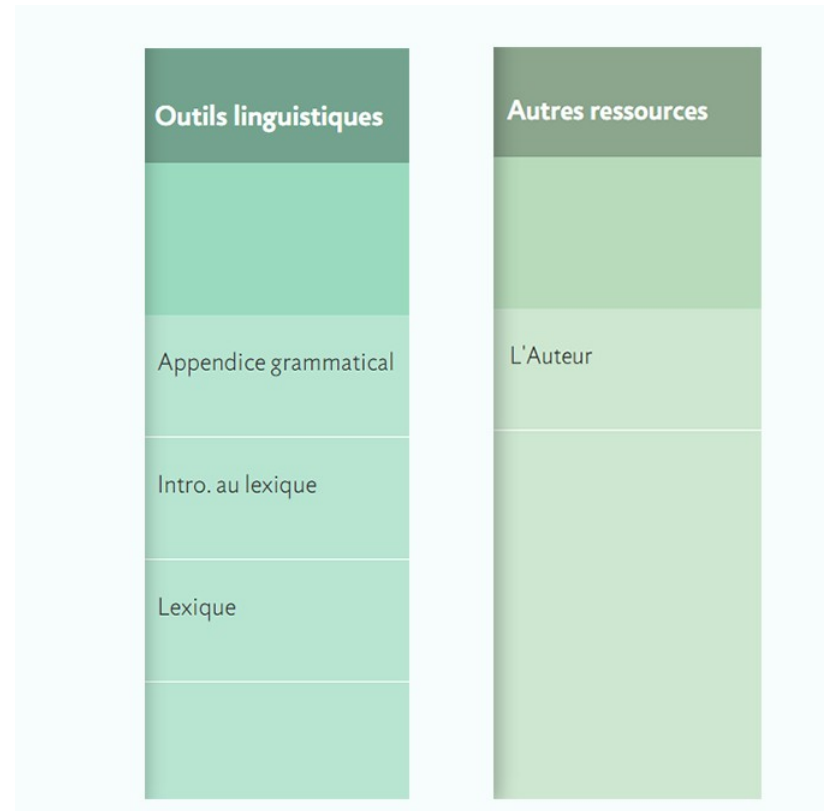 Outils linguistiques
Appendice grammatical
Intro. au lexique
Lexique
Autres ressources
L'Auteur